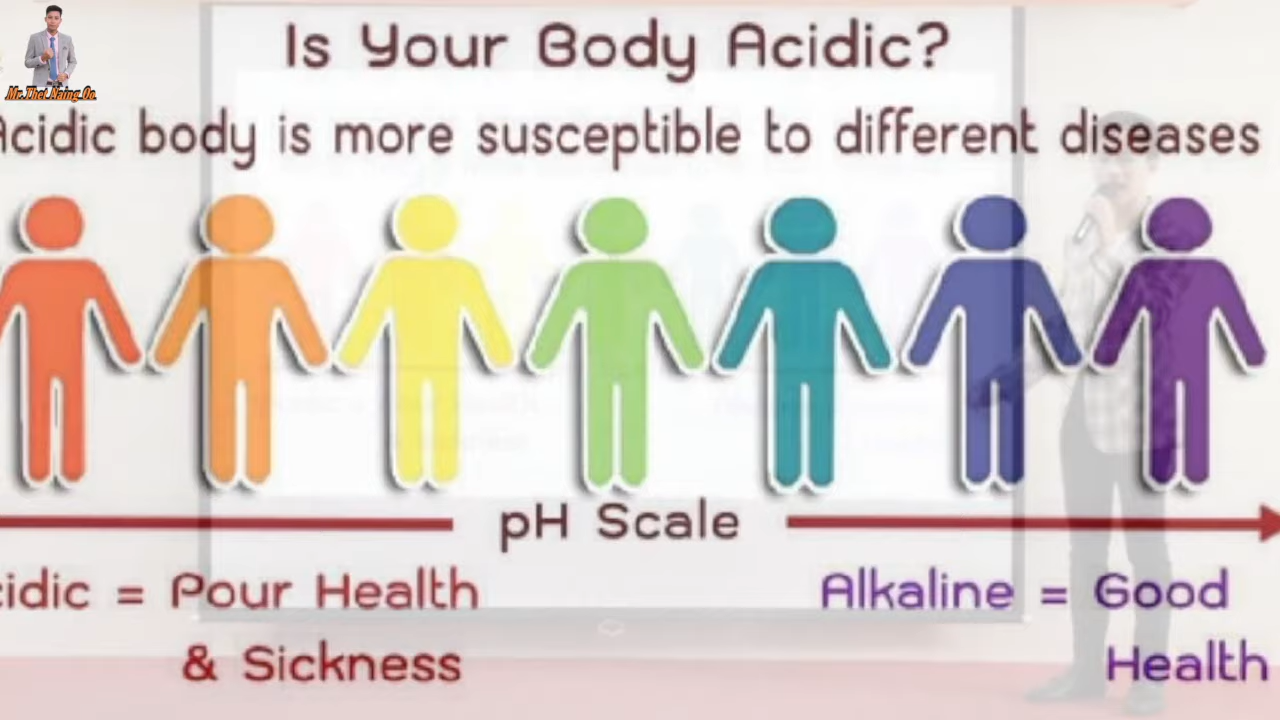 Is Your Body Acidic?
Acidic body is more susceptible to different diseases
pH Scale
cidic = Pour Health
& Sickness
Alkaline = Good
Health
Mr.Thet Naing Oo